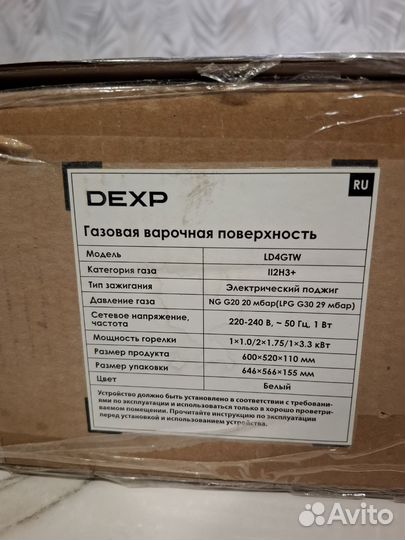 DEXP
RU
Газовая варочная поверхность
Модель LD4GTW
Категория газа II2H3+
Тип зажигания Электрический поджиг
Давление газа NG G20 20 мбар(LPG G30 29 мбар)
Сетевое напряжение, частота 220-240 В, ~ 50 Гц, 1 Вт
Мощность горелки 1×1.0/2×1.75/1×3.3 кВт
Размер продукта 600×520×110 мм
Размер упаковки 646×566×155 мм
Цвет Белый
Устройство должно быть установлено в соответствии с требовани-
ями по эксплуатации и использоваться только в хорошо проветри-
ваемом помещении. Прочитайте инструкцию по эксплуатации
перед установкой и использованием устройства.
Avito